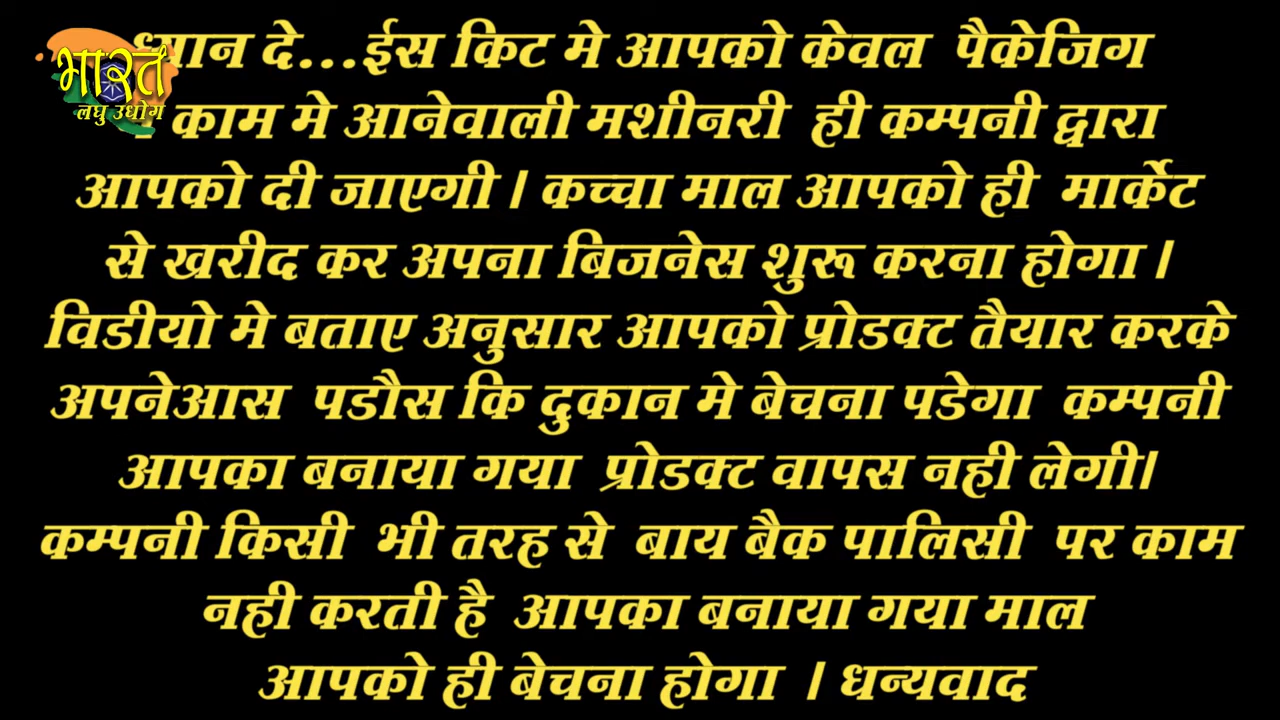 भारत
लघु उधोग
ध्यान दे...ईस किट मे आपको केवल पैकेजिग
काम मे आनेवाली मशीनरी ही कम्पनी द्वारा
आपको दी जाएगी। कच्चा माल आपको ही मार्केट
से खरीद कर अपना बिजनेस शुरू करना होगा।
विडीयो मे बताए अनुसार आपको प्रोडक्ट तैयार करके
अपनेआस पडौस कि दुकान मे बेचना पडेगा कम्पनी
आपका बनाया गया प्रोडक्ट वापस नही लेगी।
कम्पनी किसी भी तरह से बाय बैक पालिसी पर काम
नही करती है आपका बनाया गया माल
आपको ही बेचना होगा । धन्यवाद